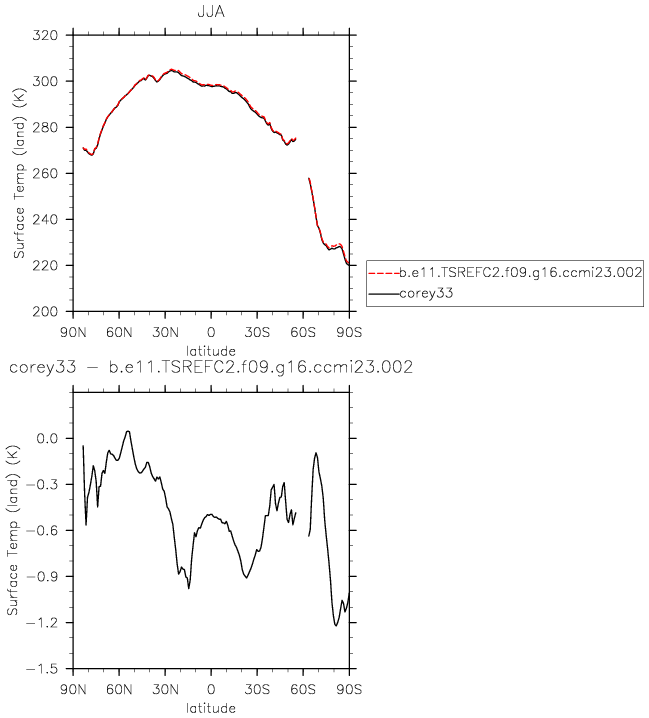 JJA
320
300
280
260
240
220
200
Surface Temp (land) (K)
90N 60N 30N 0 30S 60S 90S
latitude
b.e11.TSREFC2.f09.g16.ccmi23.002
corey33
corey33 - b.e11.TSREFC2.f09.g16.ccmi23.002
0.0
-0.3
-0.6
-0.9
-1.2
-1.5
Surface Temp (land) (K)
90N 60N 30N 0 30S 60S 90S
latitude